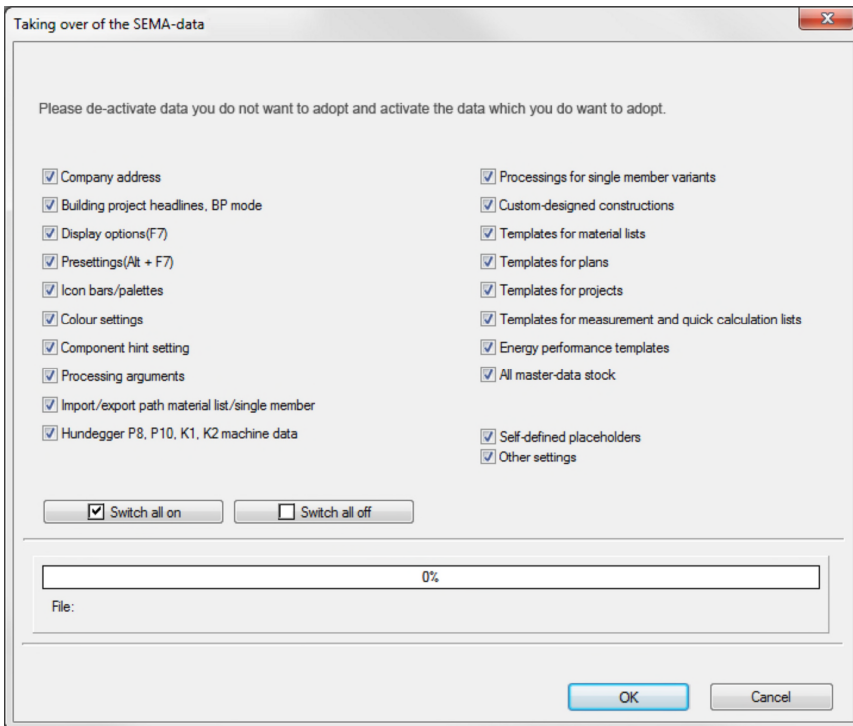 Taking over of the SEMA-data
Please de-activate data you do not want to adopt and activate the data which you do want to adopt.
Company address
Building project headlines, BP mode
Display options(F7)
Presettings(Alt + F7)
Icon bars/palettes
Colour settings
Component hint setting
Processing arguments
Import/export path material list/single member
Hundegger P8, P10, K1, K2 machine data
Processings for single member variants
Custom-designed constructions
Templates for material lists
Templates for plans
Templates for projects
Templates for measurement and quick calculation lists
Energy performance templates
All master-data stock
Self-defined placeholders
Other settings
Switch all on
Switch all off
0%
File:
OK
Cancel